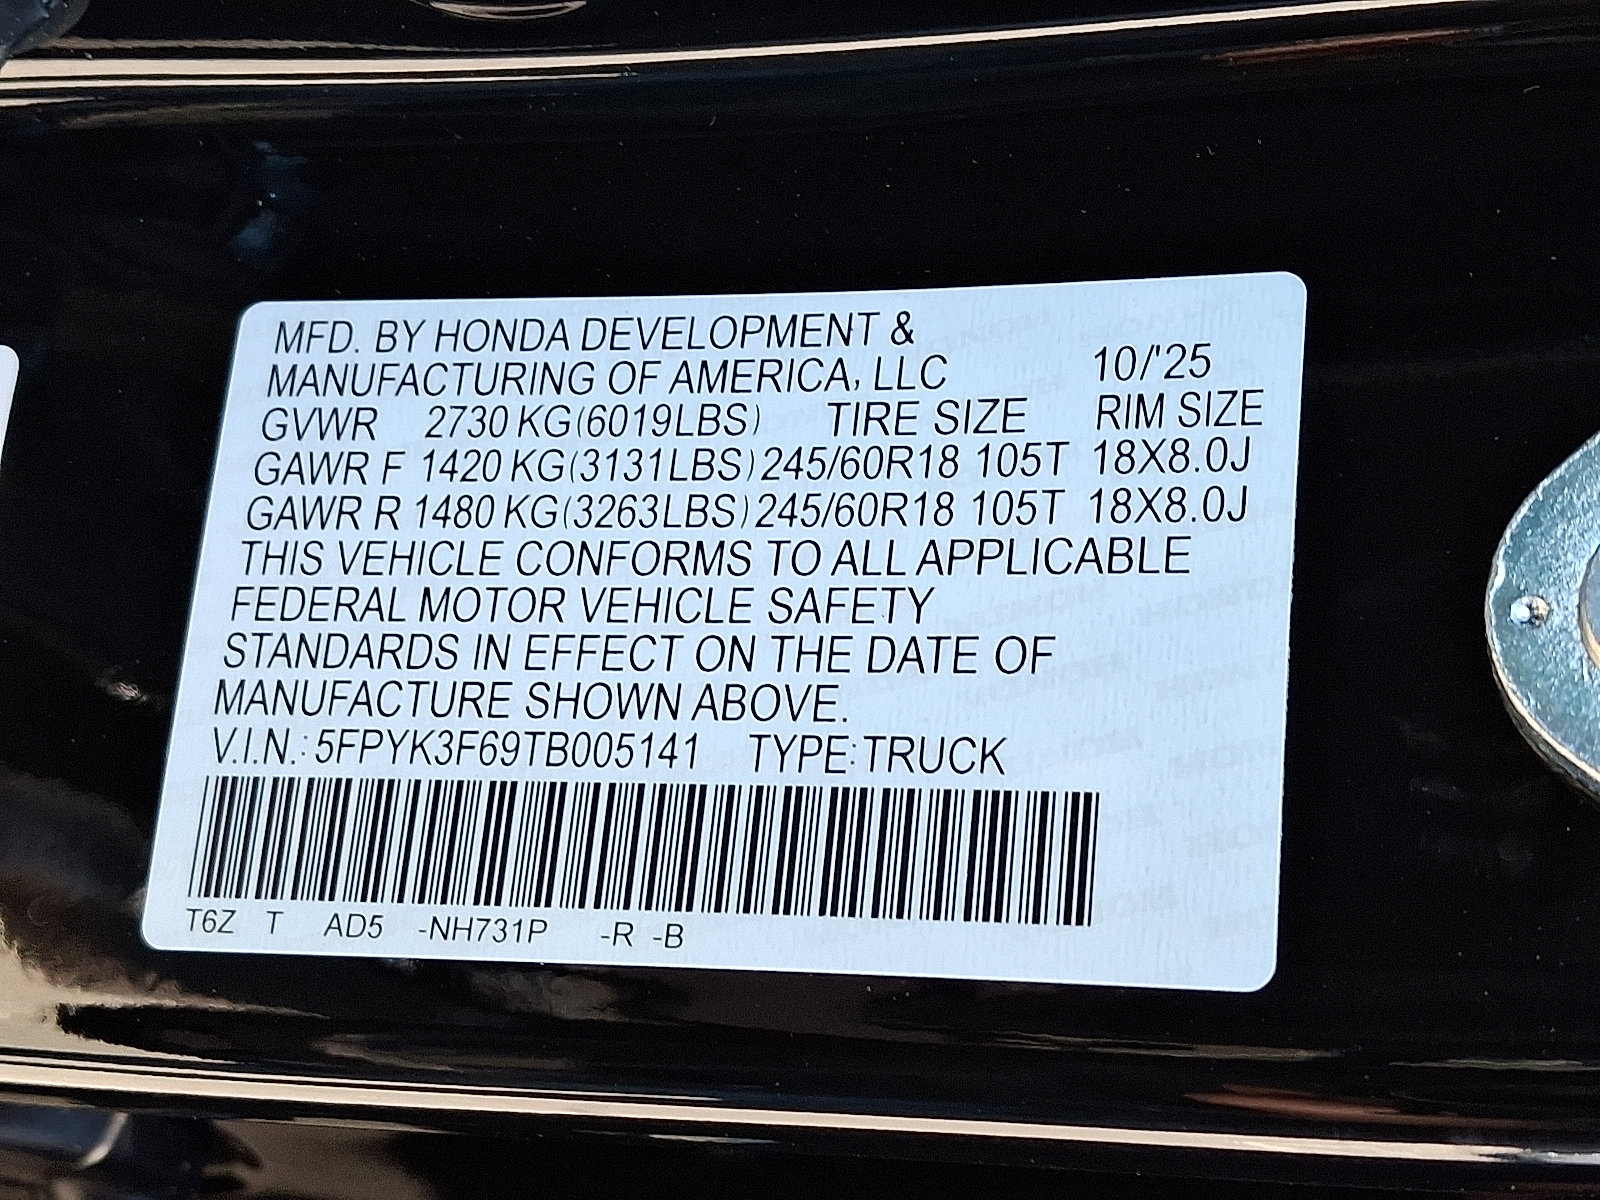 MFD. BY HONDA DEVELOPMENT &
MANUFACTURING OF AMERICA, LLC 10/'25
GVWR 2730 KG(6019LBS) TIRE SIZE RIM SIZE
GAWR F 1420 KG(3131LBS) 245/60R18 105T 18X8.0J
GAWR R 1480 KG(3263LBS) 245/60R18 105T 18X8.0J
THIS VEHICLE CONFORMS TO ALL APPLICABLE
FEDERAL MOTOR VEHICLE SAFETY
STANDARDS IN EFFECT ON THE DATE OF
MANUFACTURE SHOWN ABOVE.
V.I.N.: 5FPYK3F69TB005141 TYPE: TRUCK
T6Z T AD5 -NH731P -R -B